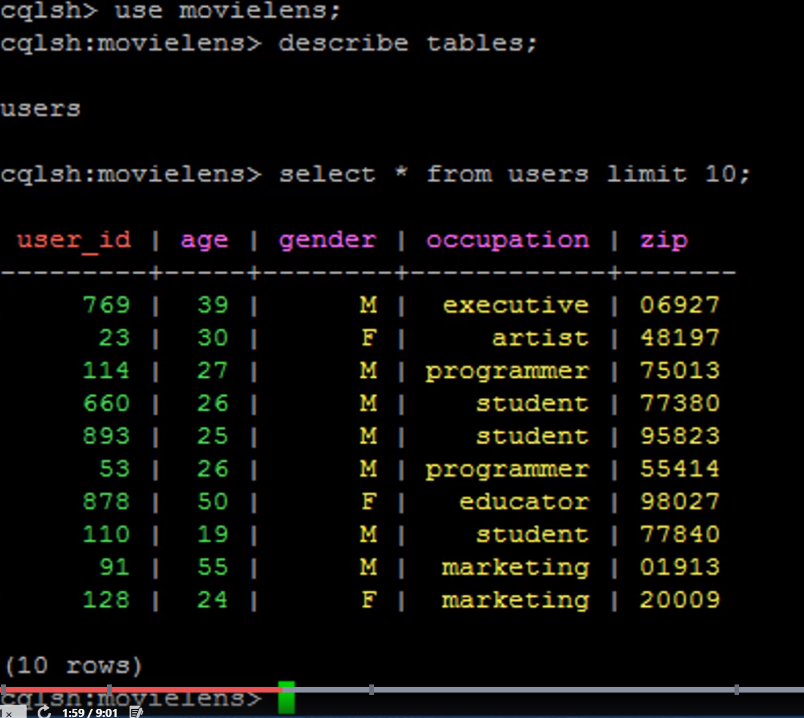 cqlsh> use movielens;
cqlsh:movielens> describe tables;
users
cqlsh:movielens> select * from users limit 10;
user_id | age | gender | occupation | zip
---------+-----+--------+------------+-------
769 | 39 | M | executive | 06927
23 | 30 | F | artist | 48197
114 | 27 | M | programmer | 75013
660 | 26 | M | student | 77380
893 | 25 | M | student | 95823
53 | 26 | M | programmer | 55414
878 | 50 | F | educator | 98027
110 | 19 | M | student | 77840
91 | 55 | M | marketing | 01913
128 | 24 | F | marketing | 20009
(10 rows)
cqlsh:movielens>
1:59 / 9:01